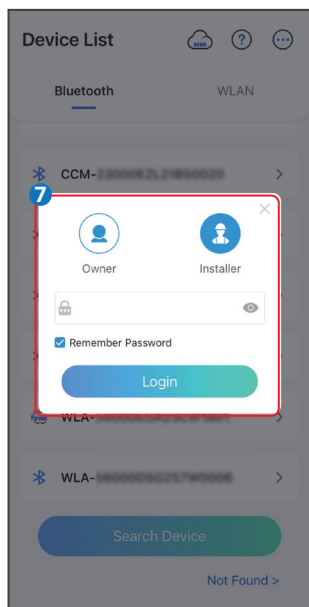 Device List
?
Bluetooth WLAN
CCM-
7
Owner Installer
Remember Password
Login
WLA-
WLA-
Search Device
Not Found >